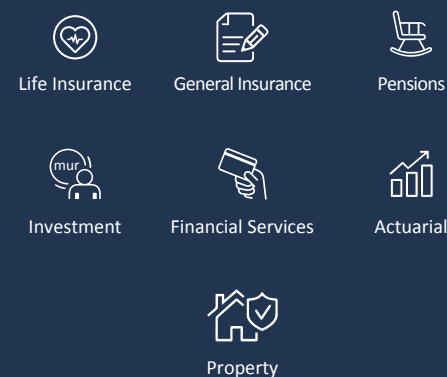 Life Insurance
General Insurance
Pensions
mur
Investment
Financial Services
Actuarial
Property